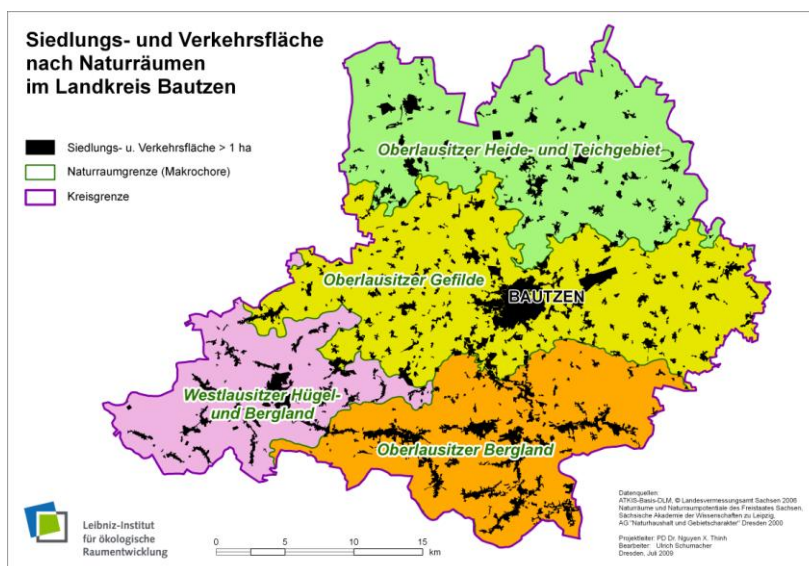 Siedlungs- und Verkehrsfläche
nach Naturräumen
im Landkreis Bautzen
Siedlungs- u. Verkehrsfläche > 1 ha
Naturraumgrenze (Makrochore)
Kreisgrenze
Oberlausitzer Heide- und Teichgebiet
Oberlausitzer Gefilde
BAUTZEN
Westlausitzer Hügel-
und Bergland
Oberlausitzer Bergland
Leibniz-Institut
für ökologische
Raumentwicklung
0 5 10 15
km
Datenquellen:
ATKIS-Basis-DLM, © Landesvermessungsamt Sachsen 2006
Naturräume und Naturraumpotentiale des Freistaates Sachsen,
Sächsische Akademie der Wissenschaften zu Leipzig,
AG "Naturhaushalt und Gebietscharakter" Dresden 2000
Projektleiter: PD Dr. Nguyen X. Thinh
Bearbeiter: Ulrich Schumacher
Dresden, Juli 2009